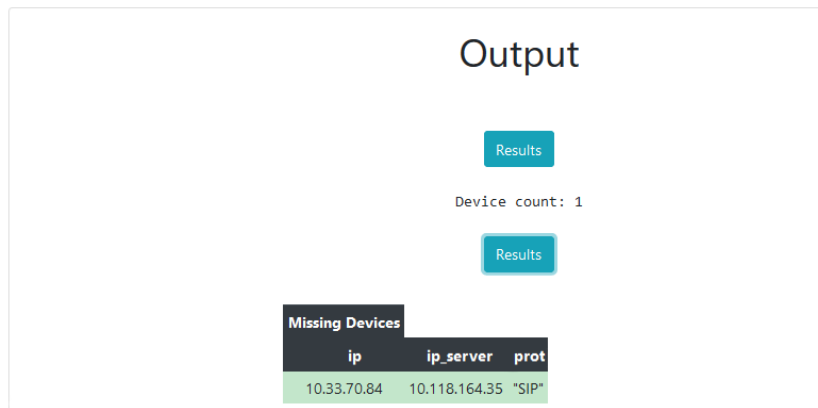 Output
Results
Device count: 1
Results
Missing Devices
ip ip_server prot
10.33.70.84 10.118.164.35 "SIP"